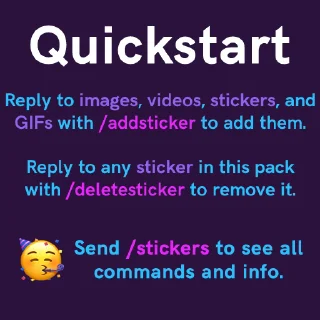 Quickstart
Reply to images, videos, stickers, and
GIFs with /addsticker to add them.
Reply to any sticker in this pack
with /deletesticker to remove it.
Send /stickers to see all
commands and info.